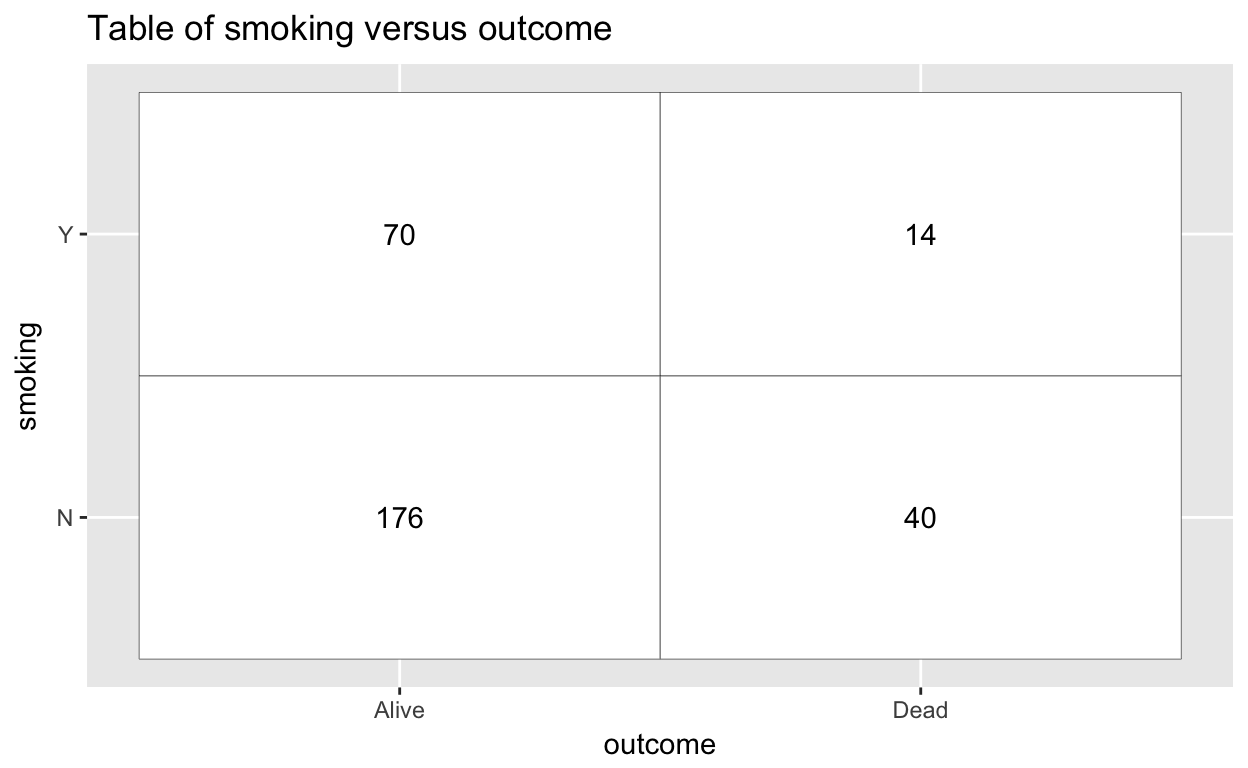 Table of smoking versus outcome
Y
70
14
smoking
N
176
40
Alive
Dead
outcome